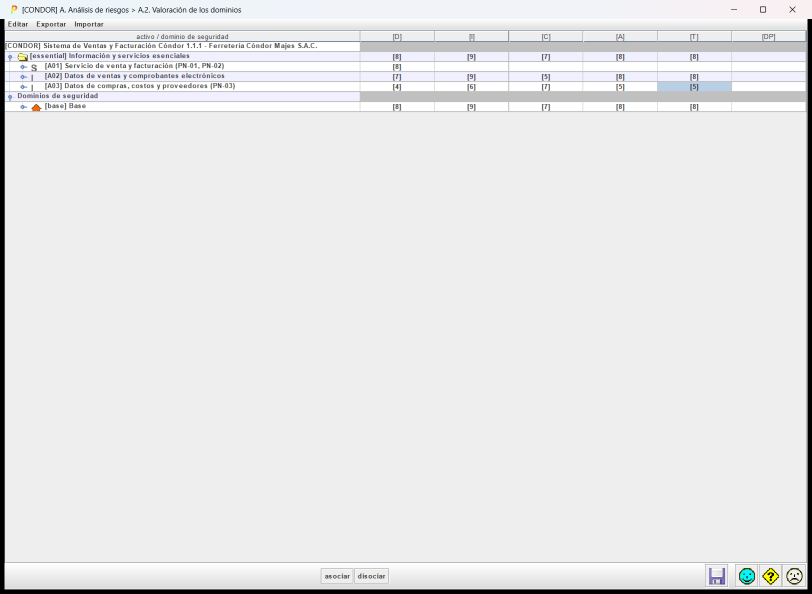 [CONDOR] A. Análisis de riesgos > A.2. Valoración de los dominios
Editar Exportar Importar
activo / dominio de seguridad [D] [I] [C] [A] [T] [DP]
[CONDOR] Sistema de Ventas y Facturación Cóndor 1.1.1 - Ferretería Cóndor Majes S.A.C.
[essential] Información y servicios esenciales [8] [9] [7] [8] [8]
S [A01] Servicio de venta y facturación (PN-01, PN-02) [8]
I [A02] Datos de ventas y comprobantes electrónicos [7] [9] [5] [8] [8]
I [A03] Datos de compras, costos y proveedores (PN-03) [4] [6] [7] [5] [5]
Dominios de seguridad
[base] Base [8] [9] [7] [8] [8]
asociar disociar
?